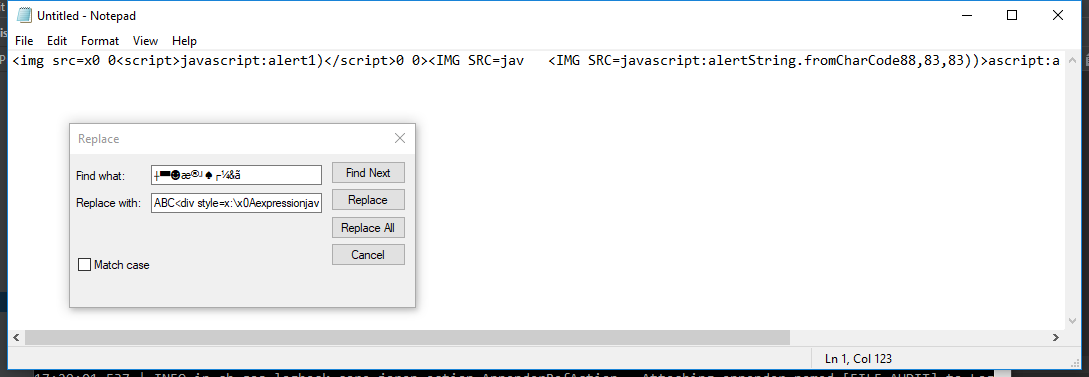 Untitled - Notepad
File Edit Format View Help
<img src=x0 0<script>javascript:alert1)</script>0 0><IMG SRC=jav   <IMG SRC=javascript:alertString.fromCharCode88,83,83))>ascript:a
Replace
Find what: ┼▀☻æ®┘♠┌¼&ã Find Next
Replace with: ABC<div style=x:\x0Aexpressionjav Replace
Replace All
Cancel
Match case
Ln 1, Col 123